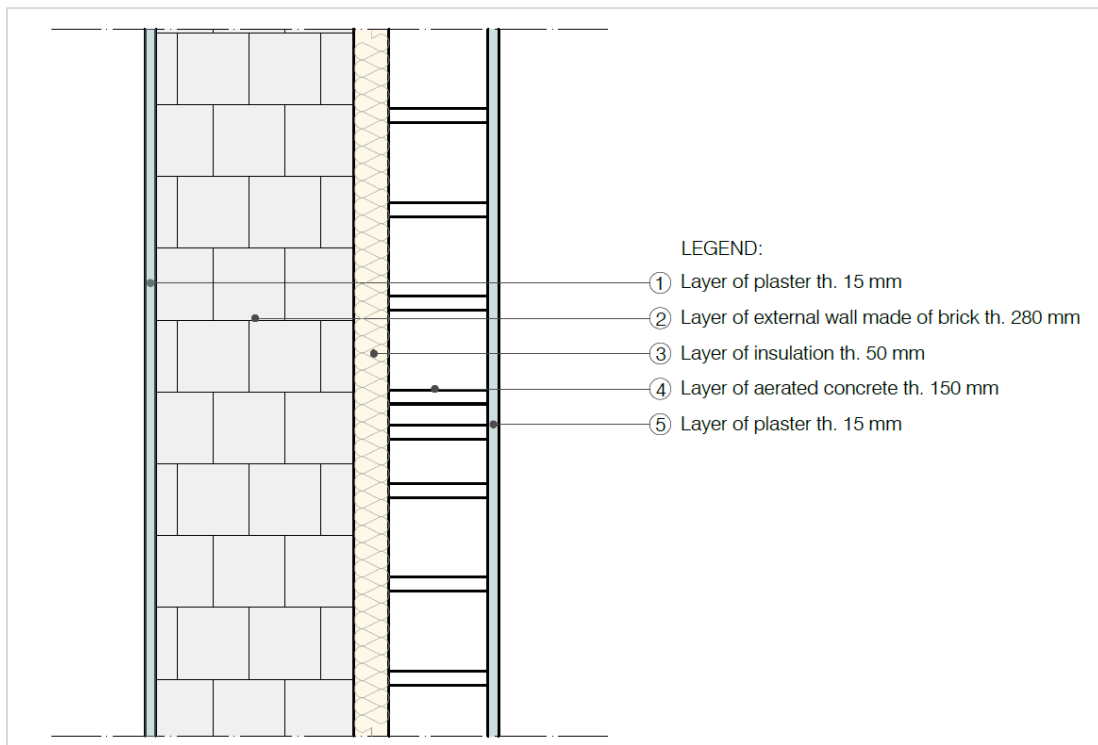 LEGEND:
1 Layer of plaster th. 15 mm
2 Layer of external wall made of brick th. 280 mm
3 Layer of insulation th. 50 mm
4 Layer of aerated concrete th. 150 mm
5 Layer of plaster th. 15 mm